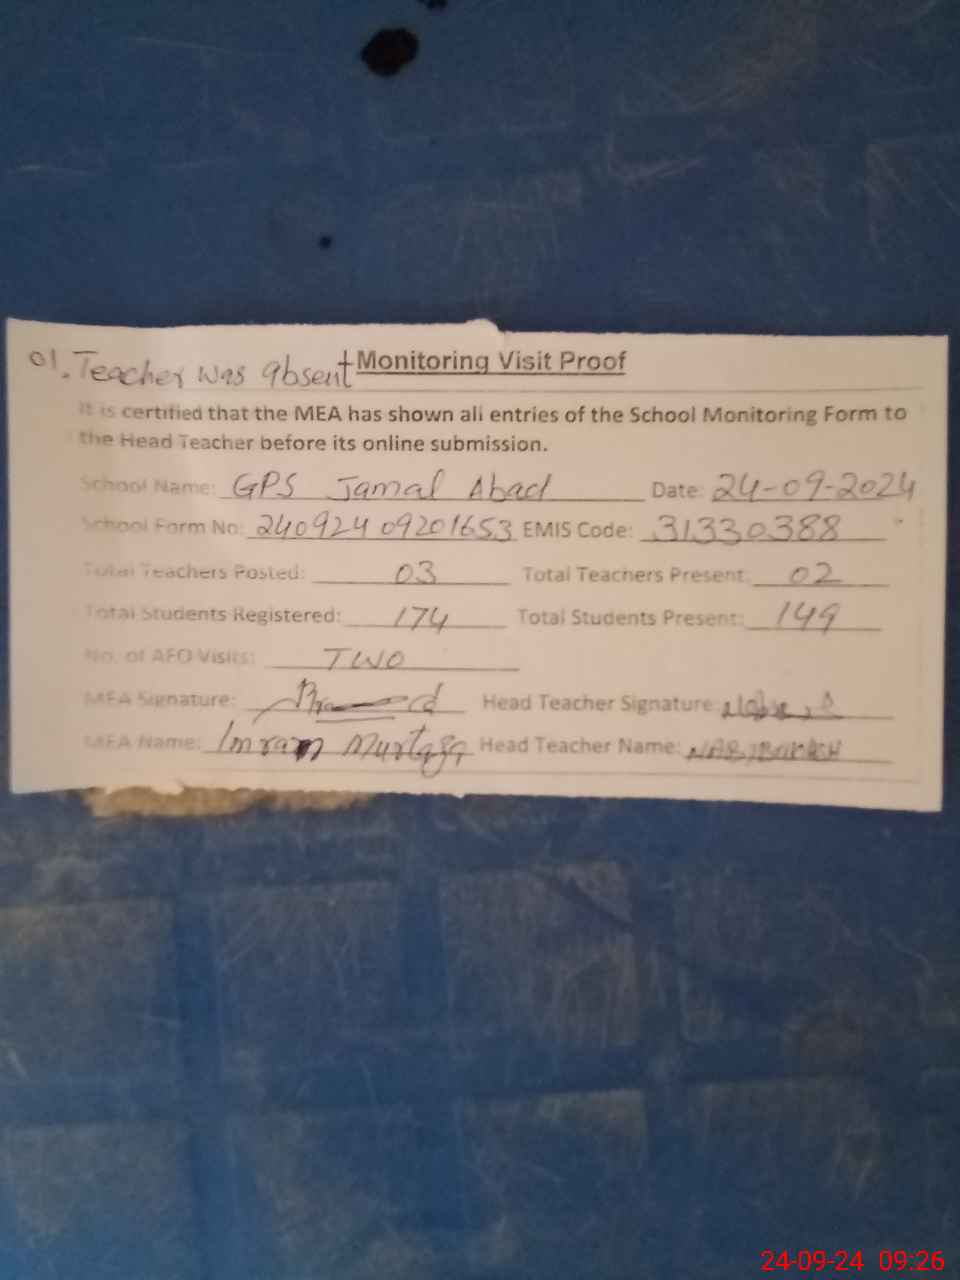 01. Teacher was absent Monitoring Visit Proof
It is certified that the MEA has shown all entries of the School Monitoring Form to
the Head Teacher before its online submission.
School Name: GPS Jamal Abad Date: 24-09-2024
School Form No: 24092409201653 EMIS Code: 31330388
Total Teachers Posted: 03 Total Teachers Present: 02
Total Students Registered: 174 Total Students Present: 149
No. of AEO Visits: TWO
MEA Signature: Head Teacher Signature:
MEA Name: Imran Murtaza Head Teacher Name: NABI BAKHSH
24-09-24 09:26